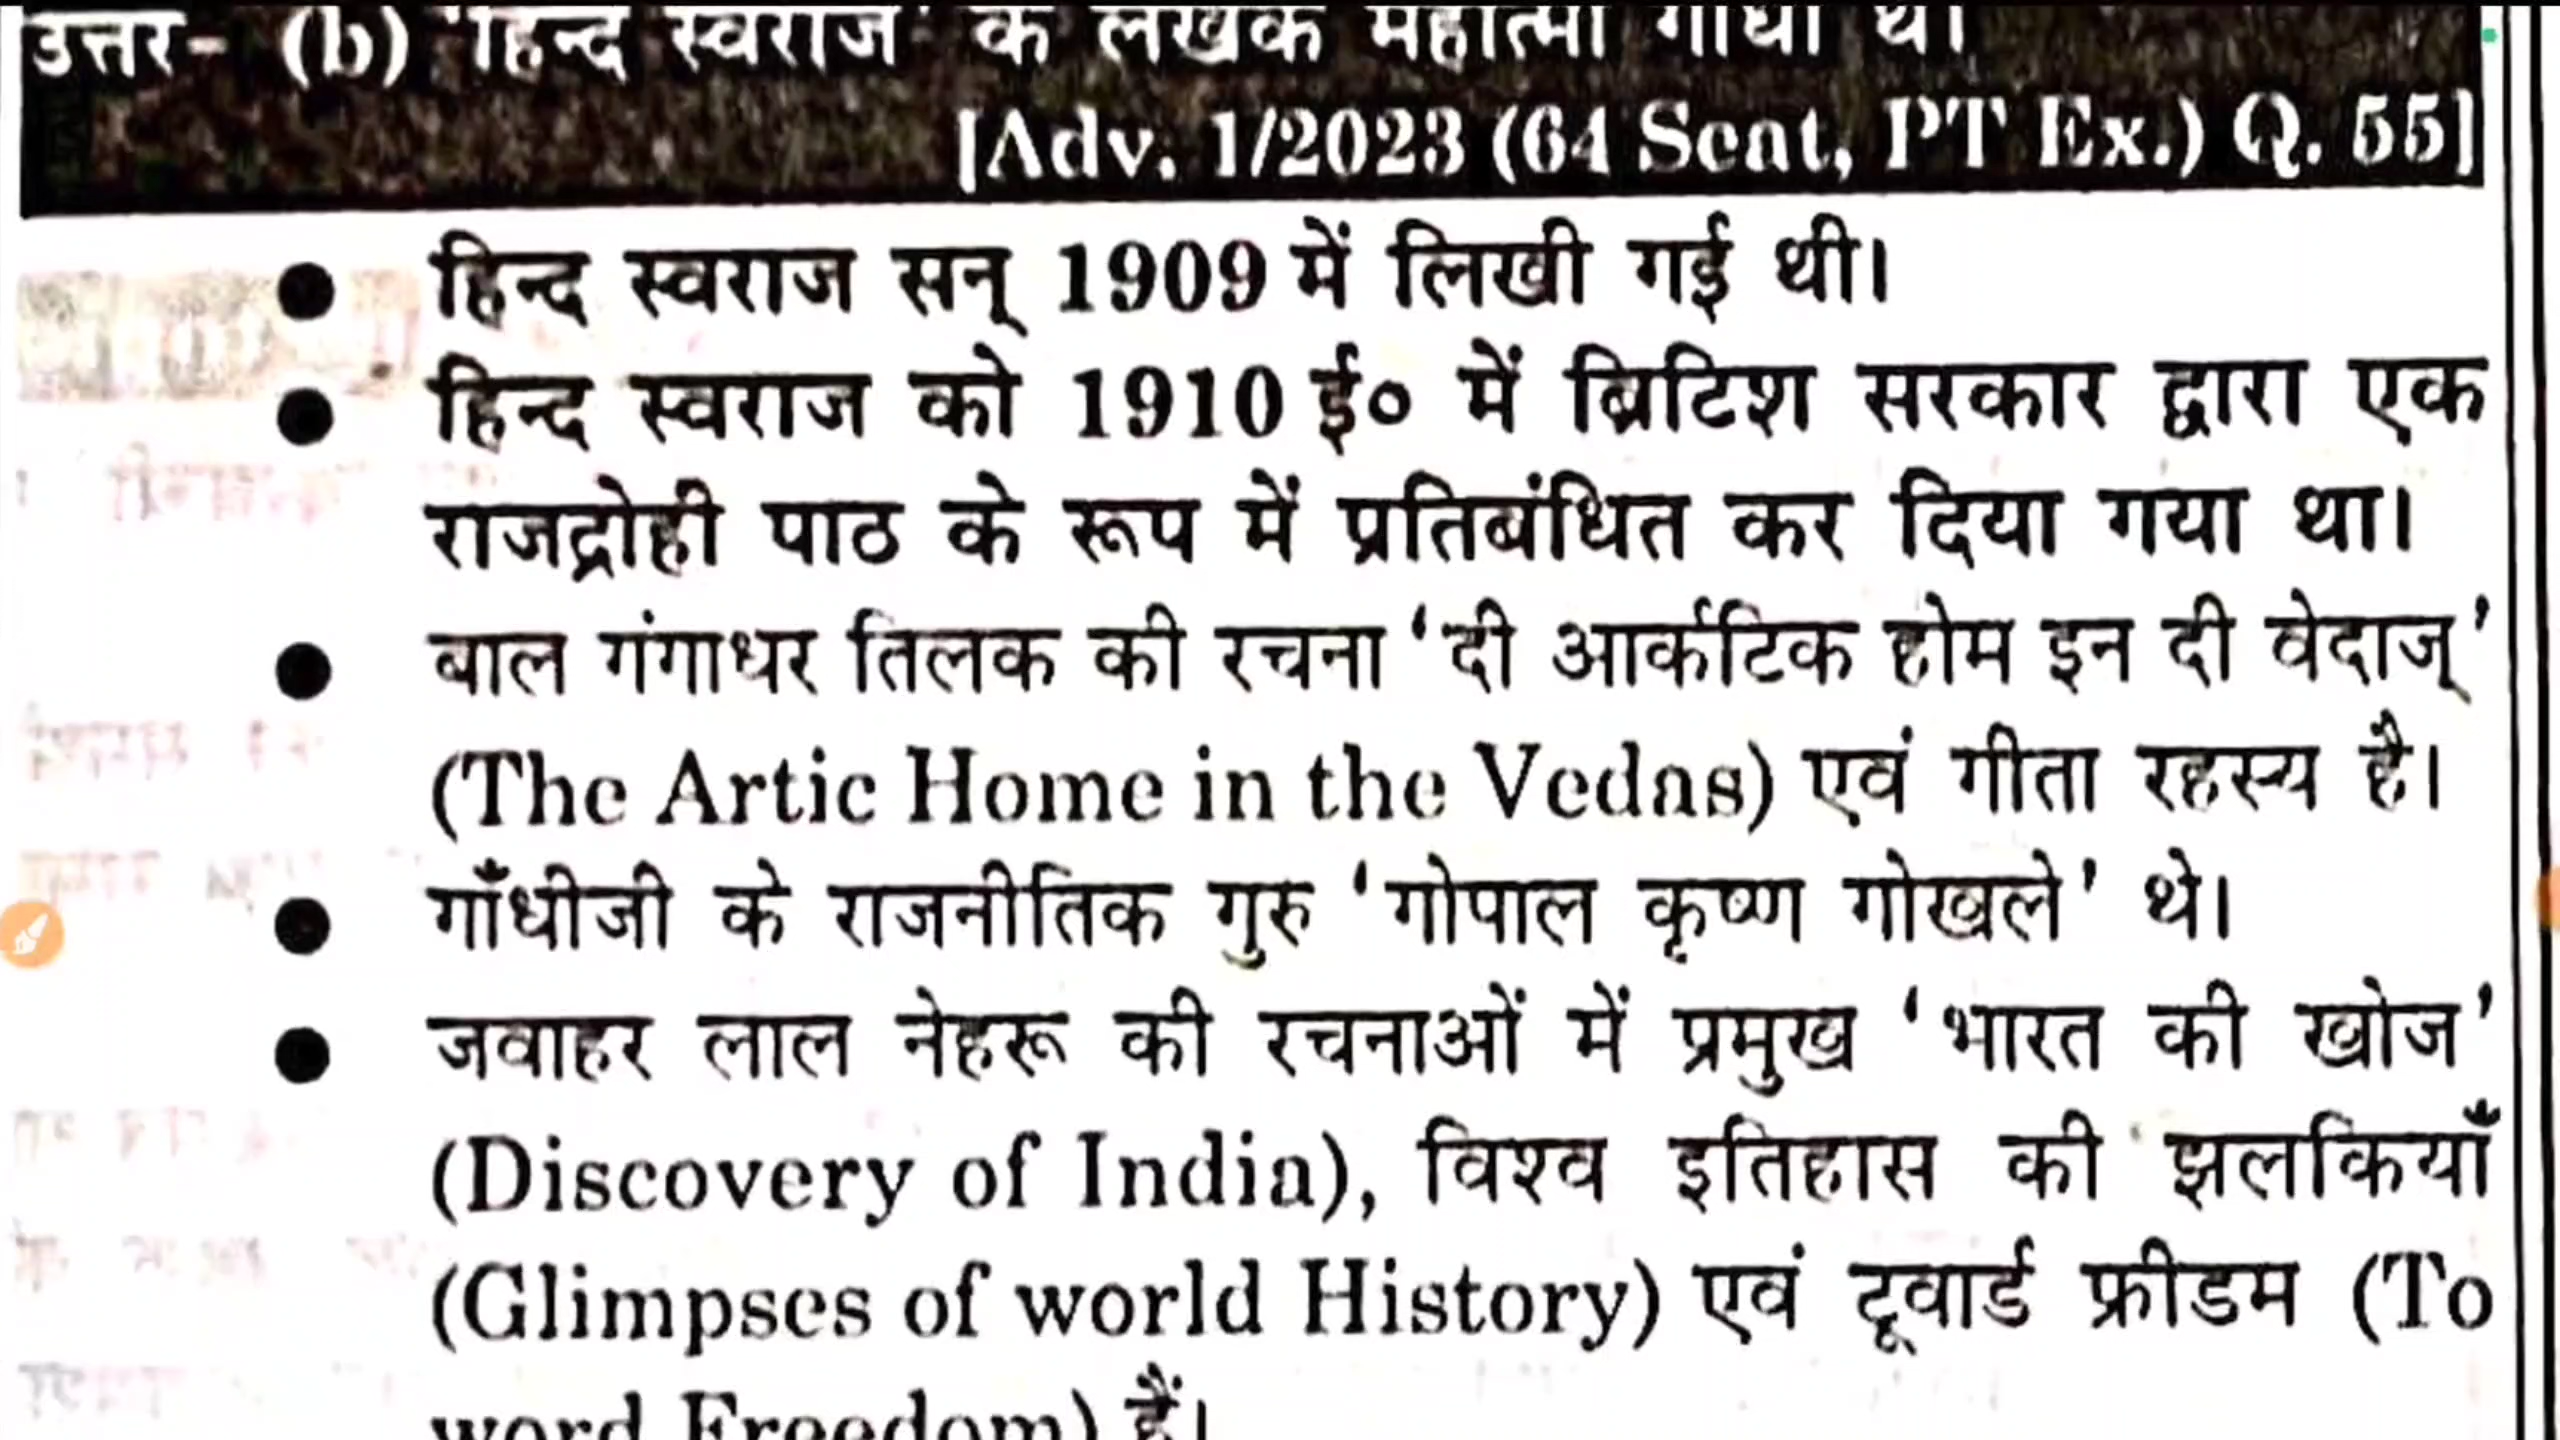 उत्तर- (b) 'हिन्द स्वराज' के लेखक महात्मा गाँधी थे।
[Adv. 1/2023 (64 Scat, PT Ex.) Q. 55]
● हिन्द स्वराज सन् 1909 में लिखी गई थी।
● हिन्द स्वराज को 1910 ई० में ब्रिटिश सरकार द्वारा एक
राजद्रोही पाठ के रूप में प्रतिबंधित कर दिया गया था।
● बाल गंगाधर तिलक की रचना 'दी आर्कटिक होम इन दी वेदाज्'
(The Artic Home in the Vedas) एवं गीता रहस्य है।
● गाँधीजी के राजनीतिक गुरु 'गोपाल कृष्ण गोखले' थे।
● जवाहर लाल नेहरू की रचनाओं में प्रमुख 'भारत की खोज'
(Discovery of India), विश्व इतिहास की झलकियाँ
(Glimpses of world History) एवं टूवार्ड फ्रीडम (To
word Freedom) हैं।